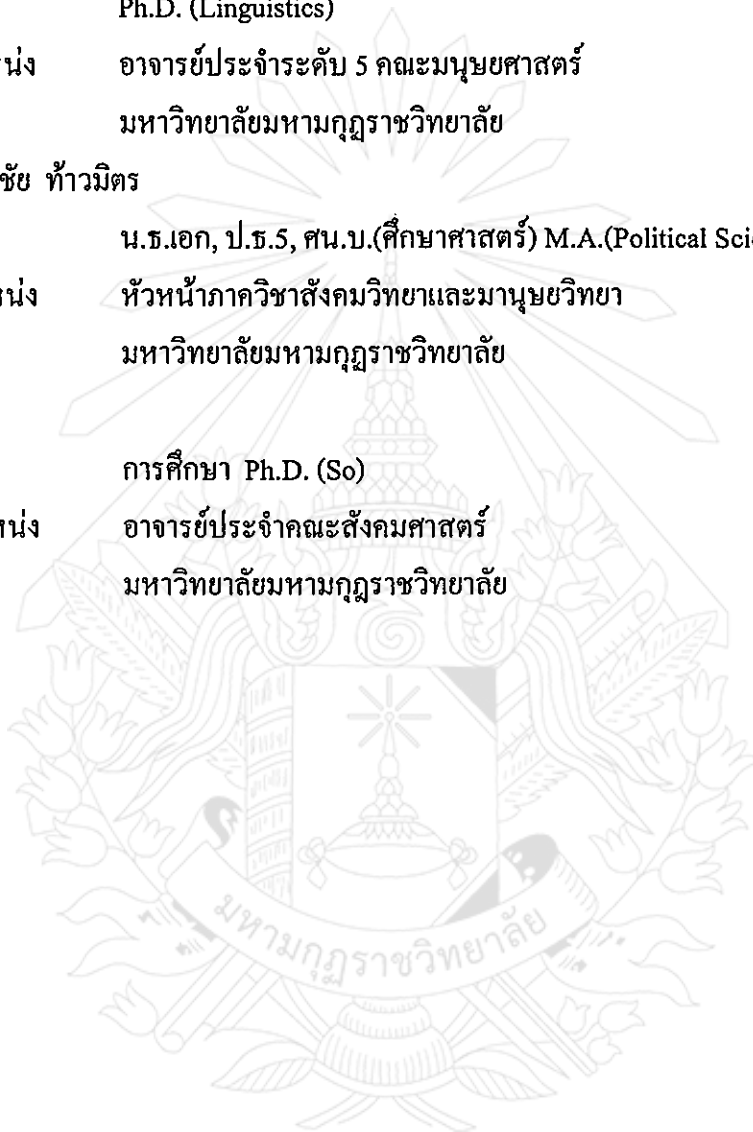 Ph.D. (Linguistics)
น่ง อาจารย์ประจำระดับ 5 คณะมนุษยศาสตร์
มหาวิทยาลัยมหามกุฏราชวิทยาลัย
ชัย ท้าวมิตร
น.ธ.เอก, ป.ธ.5, ศน.บ.(ศึกษาศาสตร์) M.A.(Political Sci
น่ง หัวหน้าภาควิชาสังคมวิทยาและมานุษยวิทยา
มหาวิทยาลัยมหามกุฏราชวิทยาลัย
การศึกษา Ph.D. (So)
น่ง อาจารย์ประจำคณะสังคมศาสตร์
มหาวิทยาลัยมหามกุฏราชวิทยาลัย
มหามกุฏราชวิทยาลัย